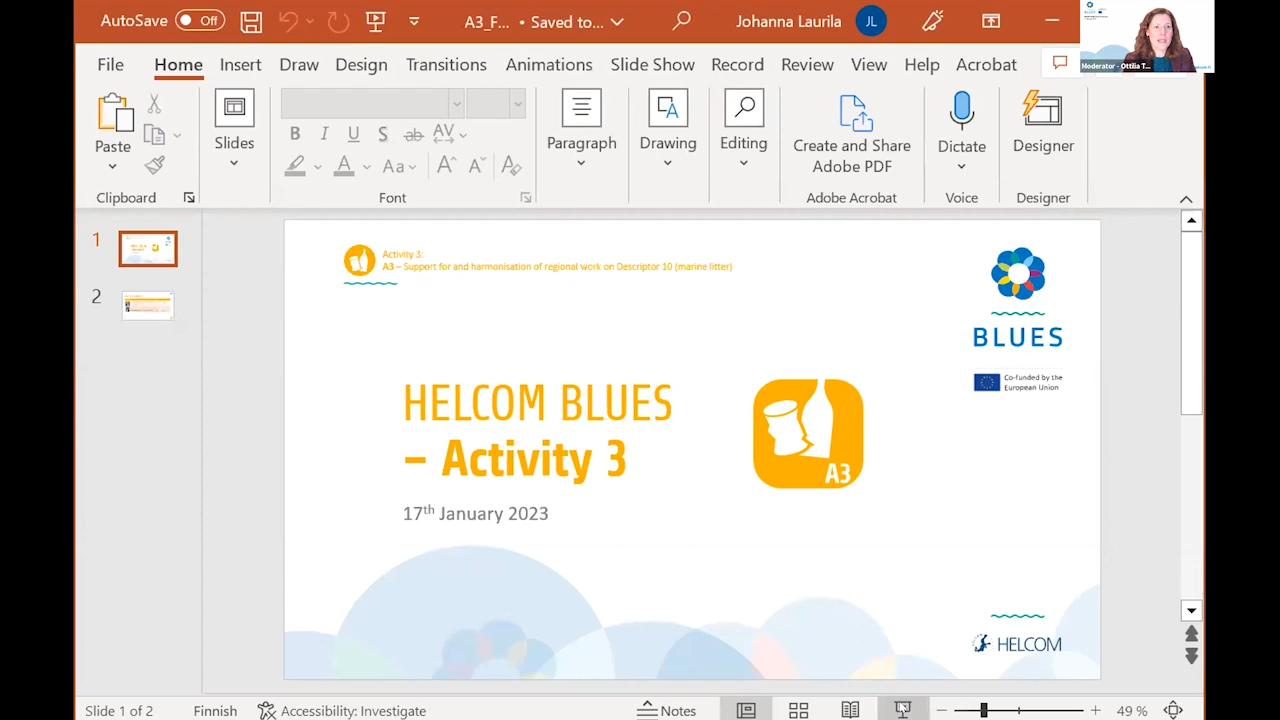 AutoSave Off A3_F... • Saved to... Johanna Laurila JL
Moderator - Ottilia T...
File Home Insert Draw Design Transitions Animations Slide Show Record Review View Help Acrobat
Paste
Slides
B I U S ab AV
A Aa A A A
Paragraph
Drawing
Editing
Create and Share
Adobe PDF
Dictate
Designer
Clipboard Font Adobe Acrobat Voice Designer
1
2
Activity 3:
A3 – Support for and harmonisation of regional work on Descriptor 10 (marine litter)
BLUES
Co-funded by the
European Union
HELCOM BLUES
– Activity 3
A3
17th January 2023
HELCOM
Slide 1 of 2 Finnish Accessibility: Investigate Notes 49 %